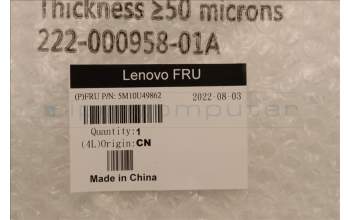 Thickness ≥50 microns
222-000958-01A
Lenovo FRU
(P)FRU P/N: 5M10U49862 2022-08-03
Quantity:1
(4L)Origin:CN
Made in China